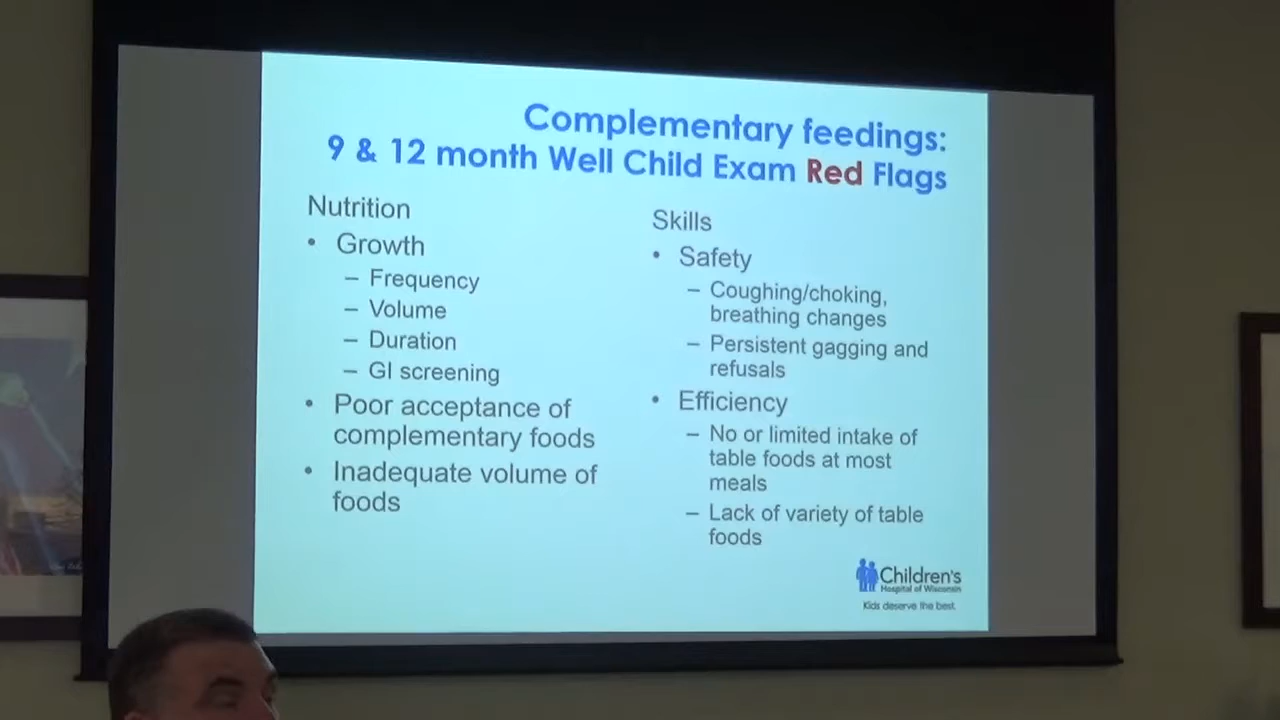 Complementary feedings:
9 & 12 month Well Child Exam Red Flags
Nutrition
• Growth
– Frequency
– Volume
– Duration
– GI screening
• Poor acceptance of
complementary foods
• Inadequate volume of
foods
Skills
• Safety
– Coughing/choking,
breathing changes
– Persistent gagging and
refusals
• Efficiency
– No or limited intake of
table foods at most
meals
– Lack of variety of table
foods
Children's
Hospital of Wisconsin
Kids deserve the best.